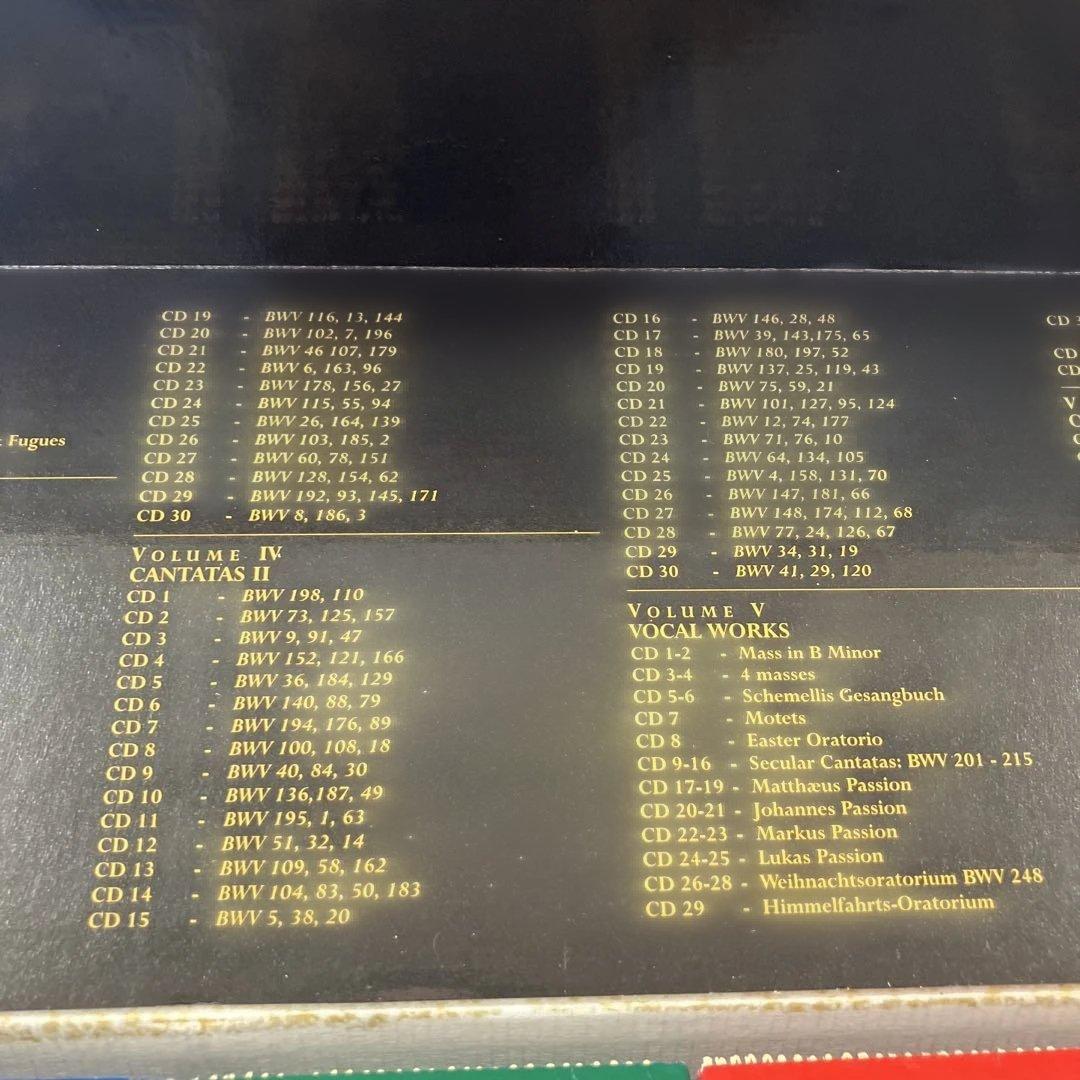 : Fugues
CD 19 - BWV 116, 13, 144
CD 20 - BWV 102, 7, 196
CD 21 - BWV 46 107, 179
CD 22 - BWV 6, 163, 96
CD 23 - BWV 178, 156, 27
CD 24 - BWV 115, 55, 94
CD 25 - BWV 26, 164, 139
CD 26 - BWV 103, 185, 2
CD 27 - BWV 60, 78, 151
CD 28 - BWV 128, 154, 62
CD 29 - BWV 192, 93, 145, 171
CD 30 - BWV 8, 186, 3
VOLUME IV
CANTATAS II
CD 1 - BWV 198, 110
CD 2 - BWV 73, 125, 157
CD 3 - BWV 9, 91, 47
CD 4 - BWV 152, 121, 166
CD 5 - BWV 36, 184, 129
CD 6 - BWV 140, 88, 79
CD 7 - BWV 194, 176, 89
CD 8 - BWV 100, 108, 18
CD 9 - BWV 40, 84, 30
CD 10 - BWV 136,187, 49
CD 11 - BWV 195, 1, 63
CD 12 - BWV 51, 32, 14
CD 13 - BWV 109, 58, 162
CD 14 - BWV 104, 83, 50, 183
CD 15 - BWV 5, 38, 20
CD 16 - BWV 146, 28, 48
CD 17 - BWV 39, 143,175, 65
CD 18 - BWV 180, 197, 52
CD 19 - BWV 137, 25, 119, 43
CD 20 - BWV 75, 59, 21
CD 21 - BWV 101, 127, 95, 124
CD 22 - BWV 12, 74, 177
CD 23 - BWV 71, 76, 10
CD 24 - BWV 64, 134, 105
CD 25 - BWV 4, 158, 131, 70
CD 26 - BWV 147, 181, 66
CD 27 - BWV 148, 174, 112, 68
CD 28 - BWV 77, 24, 126, 67
CD 29 - BWV 34, 31, 19
CD 30 - BWV 41, 29, 120
VOLUME V
VOCAL WORKS
CD 1-2 - Mass in B Minor
CD 3-4 - 4 masses
CD 5-6 - Schemellis Gesangbuch
CD 7 - Motets
CD 8 - Easter Oratorio
CD 9-16 - Secular Cantatas: BWV 201 - 215
CD 17-19 - Matthæus Passion
CD 20-21 - Johannes Passion
CD 22-23 - Markus Passion
CD 24-25 - Lukas Passion
CD 26-28 - Weihnachtsoratorium BWV 248
CD 29 - Himmelfahrts-Oratorium
CD
CD
CD
V